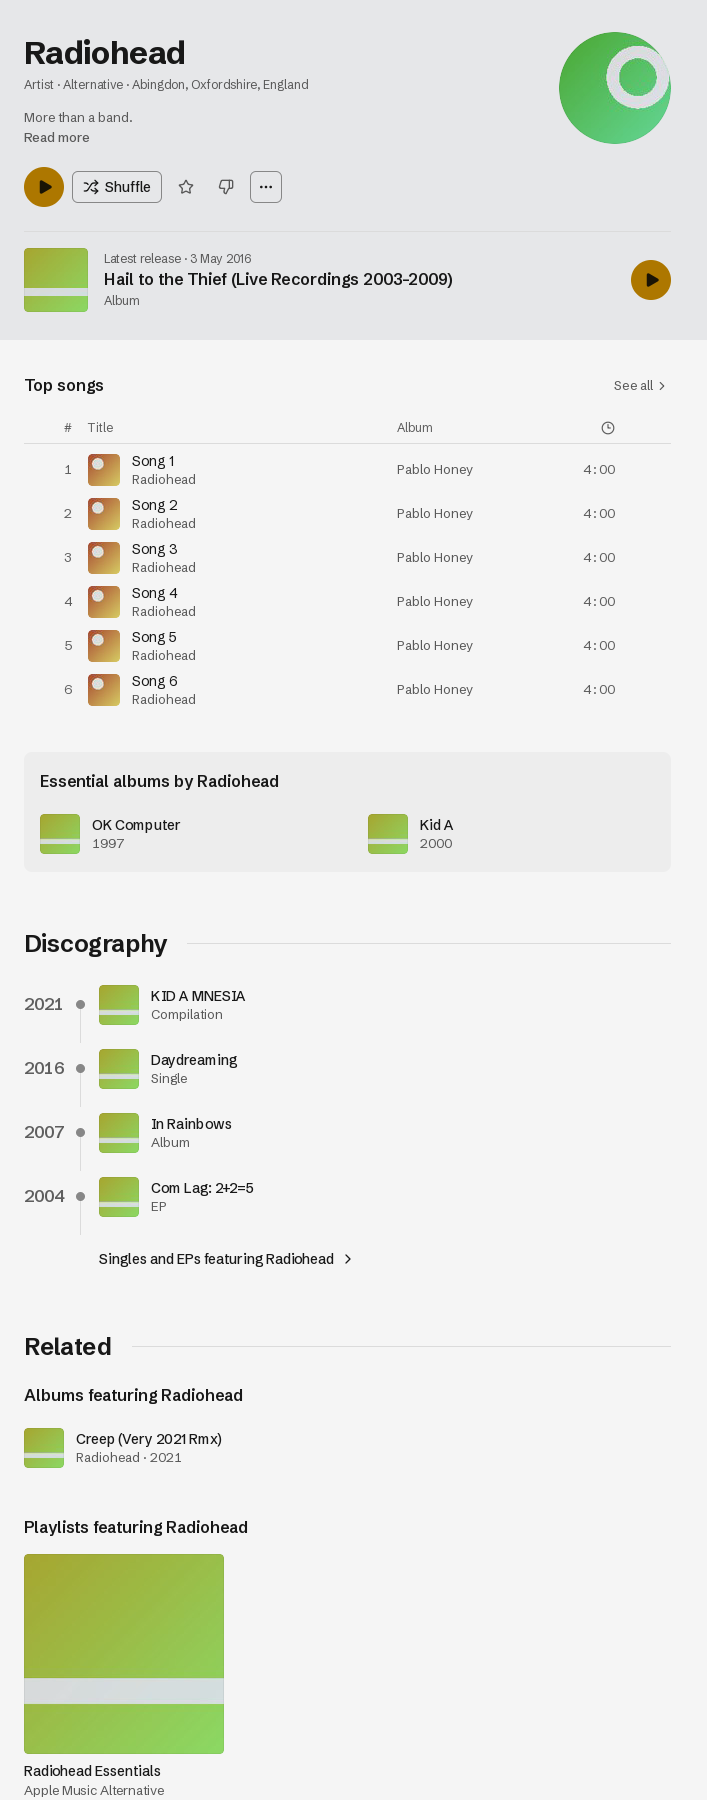 Radiohead
Artist · Alternative · Abingdon, Oxfordshire, England
More than a band.
Read more
Shuffle
Latest release · 3 May 2016
Hail to the Thief (Live Recordings 2003–2009)
Album
Top songs
See all
# Title Album
1 Song 1 Pablo Honey 4:00
Radiohead
2 Song 2 Pablo Honey 4:00
Radiohead
3 Song 3 Pablo Honey 4:00
Radiohead
4 Song 4 Pablo Honey 4:00
Radiohead
5 Song 5 Pablo Honey 4:00
Radiohead
6 Song 6 Pablo Honey 4:00
Radiohead
Essential albums by Radiohead
OK Computer
1997
Kid A
2000
Discography
2021
KID A MNESIA
Compilation
2016
Daydreaming
Single
2007
In Rainbows
Album
2004
Com Lag: 2+2=5
EP
Singles and EPs featuring Radiohead
Related
Albums featuring Radiohead
Creep (Very 2021 Rmx)
Radiohead · 2021
Playlists featuring Radiohead
Radiohead Essentials
Apple Music Alternative